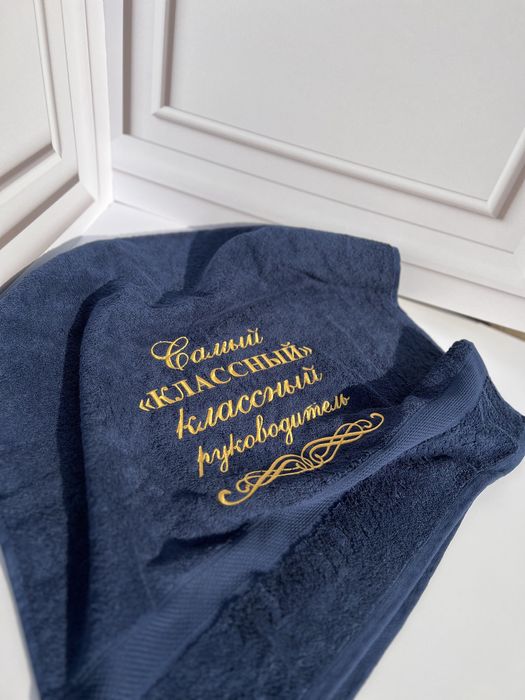 Самый
«КЛАССНЫЙ»
классный
руководитель